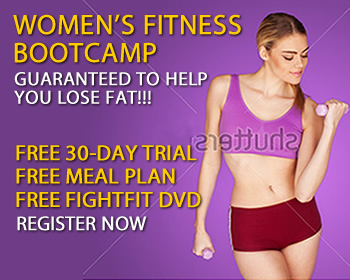 WOMEN'S FITNESS
BOOTCAMP
GUARANTEED TO HELP
YOU LOSE FAT!!!
shutters
FREE 30-DAY TRIAL
FREE MEAL PLAN
FREE FIGHTFIT DVD
REGISTER NOW